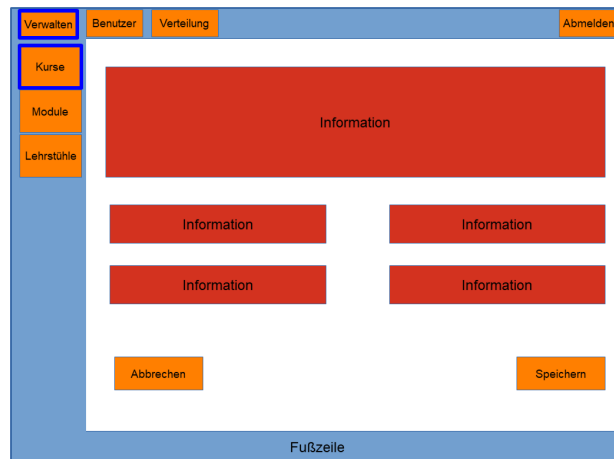 Verwalten
Benutzer
Verteilung
Abmelden
Kurse
Module
Lehrstühle
Information
Information
Information
Information
Information
Abbrechen
Speichern
Fußzeile